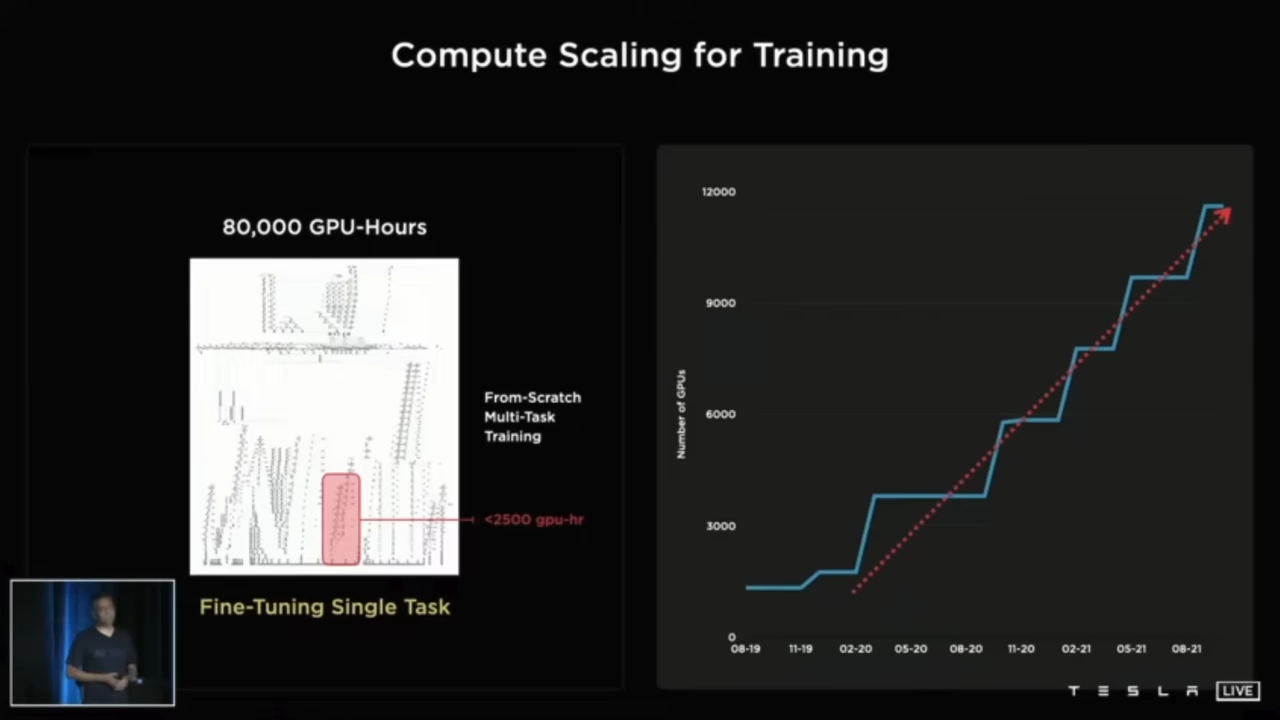 Compute Scaling for Training
80,000 GPU-Hours
From-Scratch
Multi-Task
Training
<2500 gpu-hr
Fine-Tuning Single Task
Number of GPUs
12000
9000
6000
3000
0
08-19 11-19 02-20 05-20 08-20 11-20 02-21 05-21 08-21
TESLA LIVE